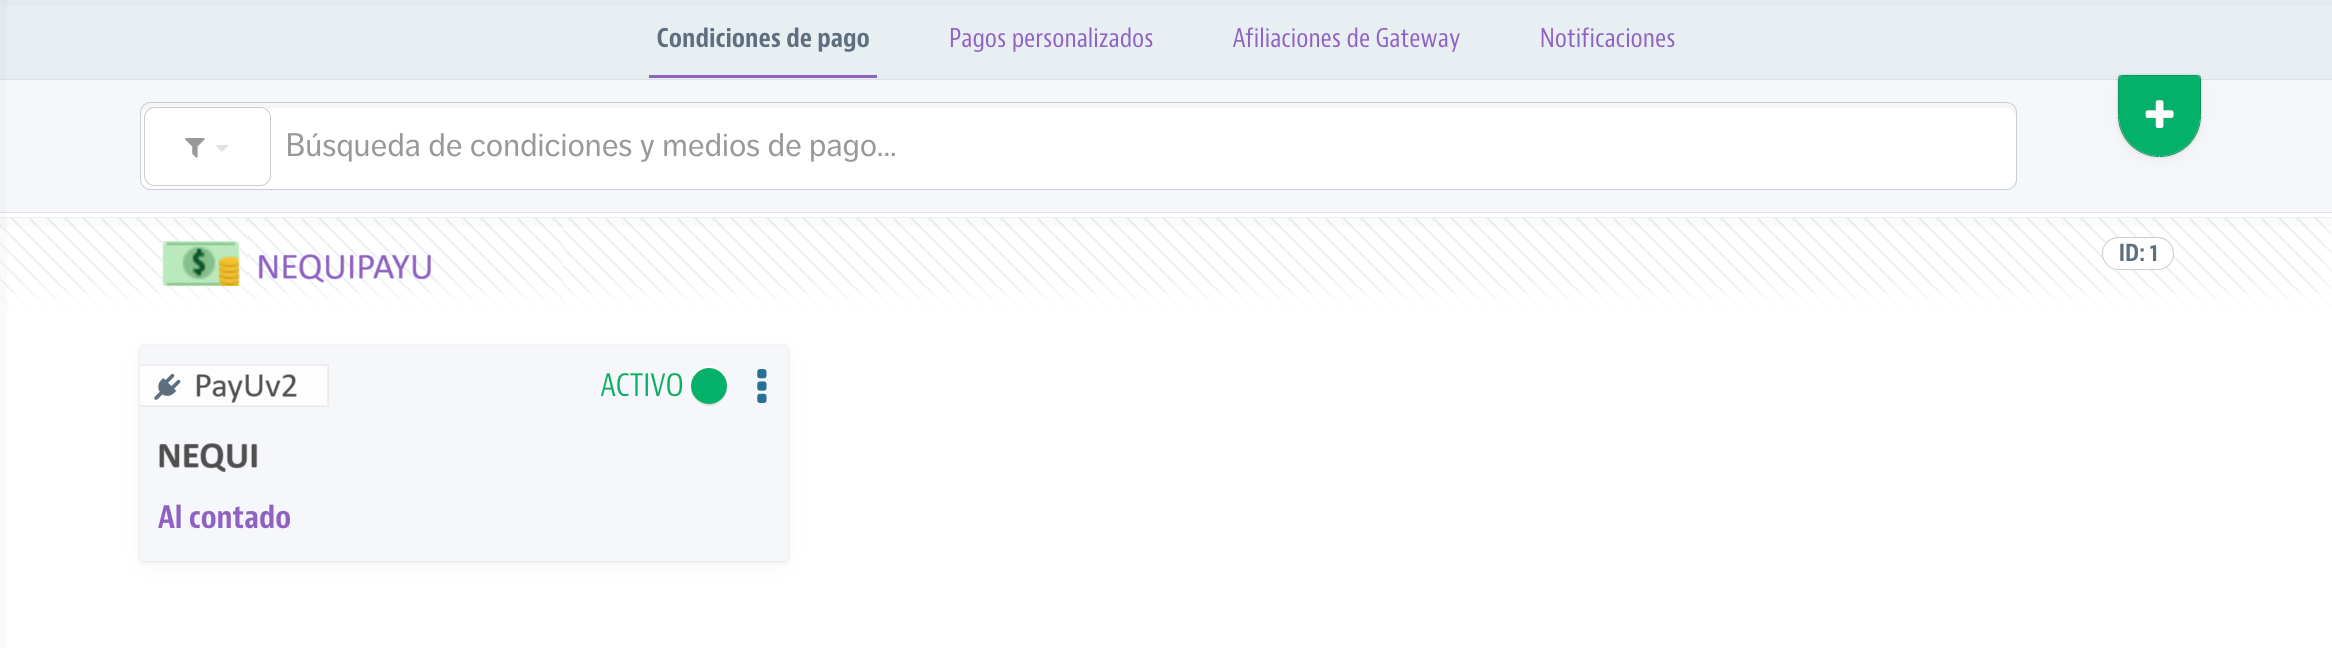 Condiciones de pago Pagos personalizados Afiliaciones de Gateway Notificaciones
Búsqueda de condiciones y medios de pago...
NEQUIPAYU ID: 1
PayUv2 ACTIVO
NEQUI
Al contado